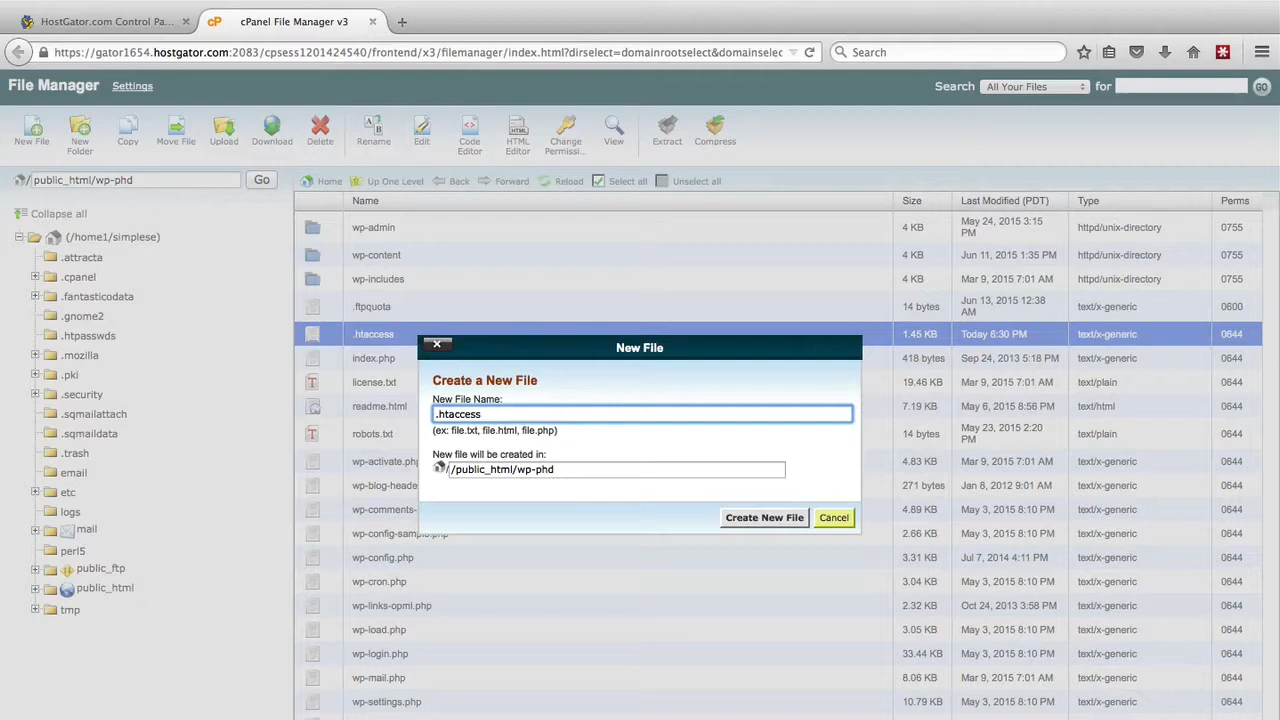 HostGator.com Control Pa...
cPanel File Manager v3
https://gator1654.hostgator.com:2083/cpsess1201424540/frontend/x3/filemanager/index.html?dirselect=domainrootselect&domainselec
Search
File Manager
Settings
Search
All Your Files
for
GO
New File
New Folder
Copy
Move File
Upload
Download
Delete
Rename
Edit
Code Editor
HTML Editor
Change Permissi...
View
Extract
Compress
/ public_html/wp-phd
Go
Home
Up One Level
Back
Forward
Reload
Select all
Unselect all
Collapse all
(/home1/simplese)
.attracta
.cpanel
.fantasticodata
.gnome2
.htpasswds
.mozilla
.pki
.security
.sqmailattach
.sqmaildata
.trash
email
etc
logs
mail
perl5
public_ftp
public_html
tmp
Name Size Last Modified (PDT) Type Perms
wp-admin 4 KB May 24, 2015 3:15 PM httpd/unix-directory 0755
wp-content 4 KB Jun 11, 2015 1:35 PM httpd/unix-directory 0755
wp-includes 4 KB Mar 9, 2015 7:01 AM httpd/unix-directory 0755
.ftpquota 14 bytes Jun 13, 2015 12:38 AM text/x-generic 0600
.htaccess 1.45 KB Today 6:30 PM text/x-generic 0644
index.php 418 bytes Sep 24, 2013 5:18 PM text/x-generic 0644
license.txt 19.46 KB Mar 9, 2015 7:01 AM text/plain 0644
readme.html 7.19 KB May 6, 2015 8:56 PM text/html 0644
robots.txt 14 bytes May 23, 2015 2:20 PM text/plain 0644
wp-activate.php 4.83 KB Mar 9, 2015 7:01 AM text/x-generic 0644
wp-blog-heade 271 bytes Jan 8, 2012 9:01 AM text/x-generic 0644
wp-comments- 4.89 KB May 3, 2015 8:10 PM text/x-generic 0644
wp-config-sample.php 2.66 KB May 3, 2015 8:10 PM text/x-generic 0644
wp-config.php 3.31 KB Jul 7, 2014 4:11 PM text/x-generic 0644
wp-cron.php 3.04 KB May 3, 2015 8:10 PM text/x-generic 0644
wp-links-opml.php 2.32 KB Oct 24, 2013 3:58 PM text/x-generic 0644
wp-load.php 3.05 KB May 3, 2015 8:10 PM text/x-generic 0644
wp-login.php 33.44 KB May 3, 2015 8:10 PM text/x-generic 0644
wp-mail.php 8.06 KB Mar 9, 2015 7:01 AM text/x-generic 0644
wp-settings.php 10.79 KB May 3, 2015 8:10 PM text/x-generic 0644
New File
Create a New File
New File Name:
.htaccess
(ex: file.txt, file.html, file.php)
New file will be created in:
/ /public_html/wp-phd
Create New File
Cancel